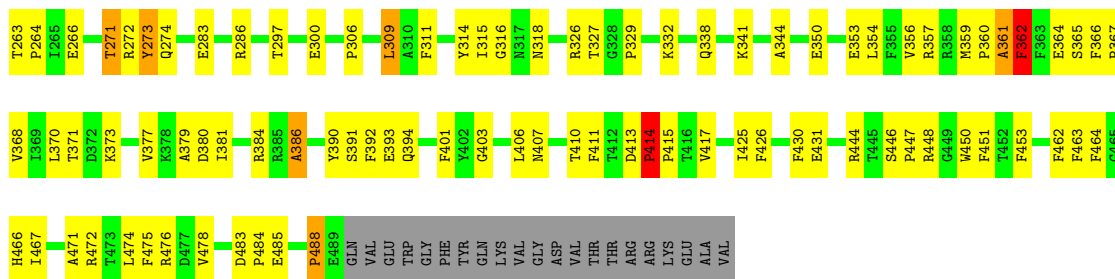 T263 P264 I265 E266 T271 R272 Y273 Q274 E283 R286 T297 E300 P306 L309 A310 F311 Y314 I315 G316 N317 N318 R326 T327 G328 P329 K332 Q338 K341 A344 E350 E353 L354 F355 V356 R357 R358 M359 P360 A361 F362 F363 E364 S365 F366
V368 I369 L370 T371 D372 K373 V377 K378 A379 D380 I381 R384 R385 A386 Y390 S391 F392 E393 Q394 F401 Y402 G403 L406 N407 T410 F411 T412 D413 P414 P415 T416 V417 I425 F426 F430 E431 R444 T445 S446 P447 R448 G449 W450 F451 T452 F453 F462 F463 F464 G465
H466 I467 A471 R472 T473 L474 F475 R476 D477 V478 D483 P484 E485 P488 E489 GLN VAL GLU TRP GLY PHE TYR GLN LYS VAL GLY ASP VAL THR THR ARG ARG LYS GLU ALA VAL